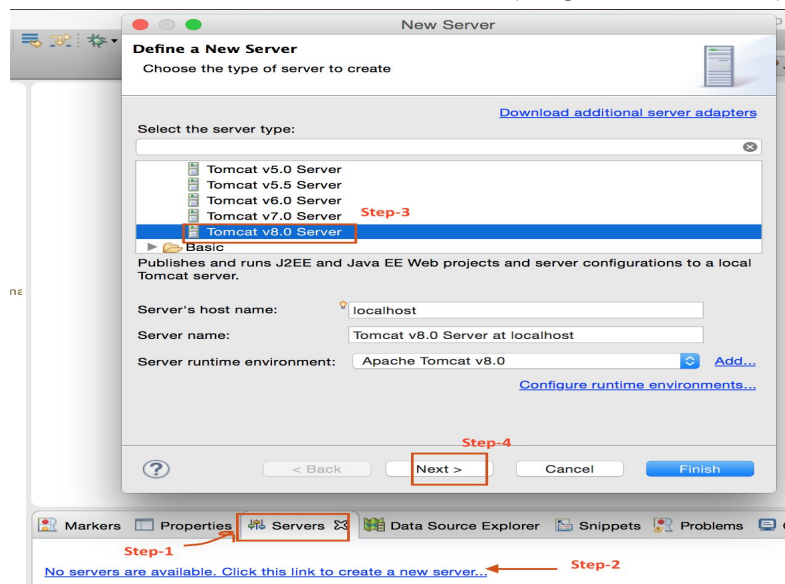 New Server
Define a New Server
Choose the type of server to create
Download additional server adapters
Select the server type:
Tomcat v5.0 Server
Tomcat v5.5 Server
Tomcat v6.0 Server
Tomcat v7.0 Server
Step-3
Tomcat v8.0 Server
Basic
Publishes and runs J2EE and Java EE Web projects and server configurations to a local
Tomcat server.
Server's host name: localhost
Server name: Tomcat v8.0 Server at localhost
Server runtime environment: Apache Tomcat v8.0 Add...
Configure runtime environments...
Step-4
? < Back Next > Cancel Finish
Markers Properties Servers Data Source Explorer Snippets Problems
Step-1
Step-2
No servers are available. Click this link to create a new server...